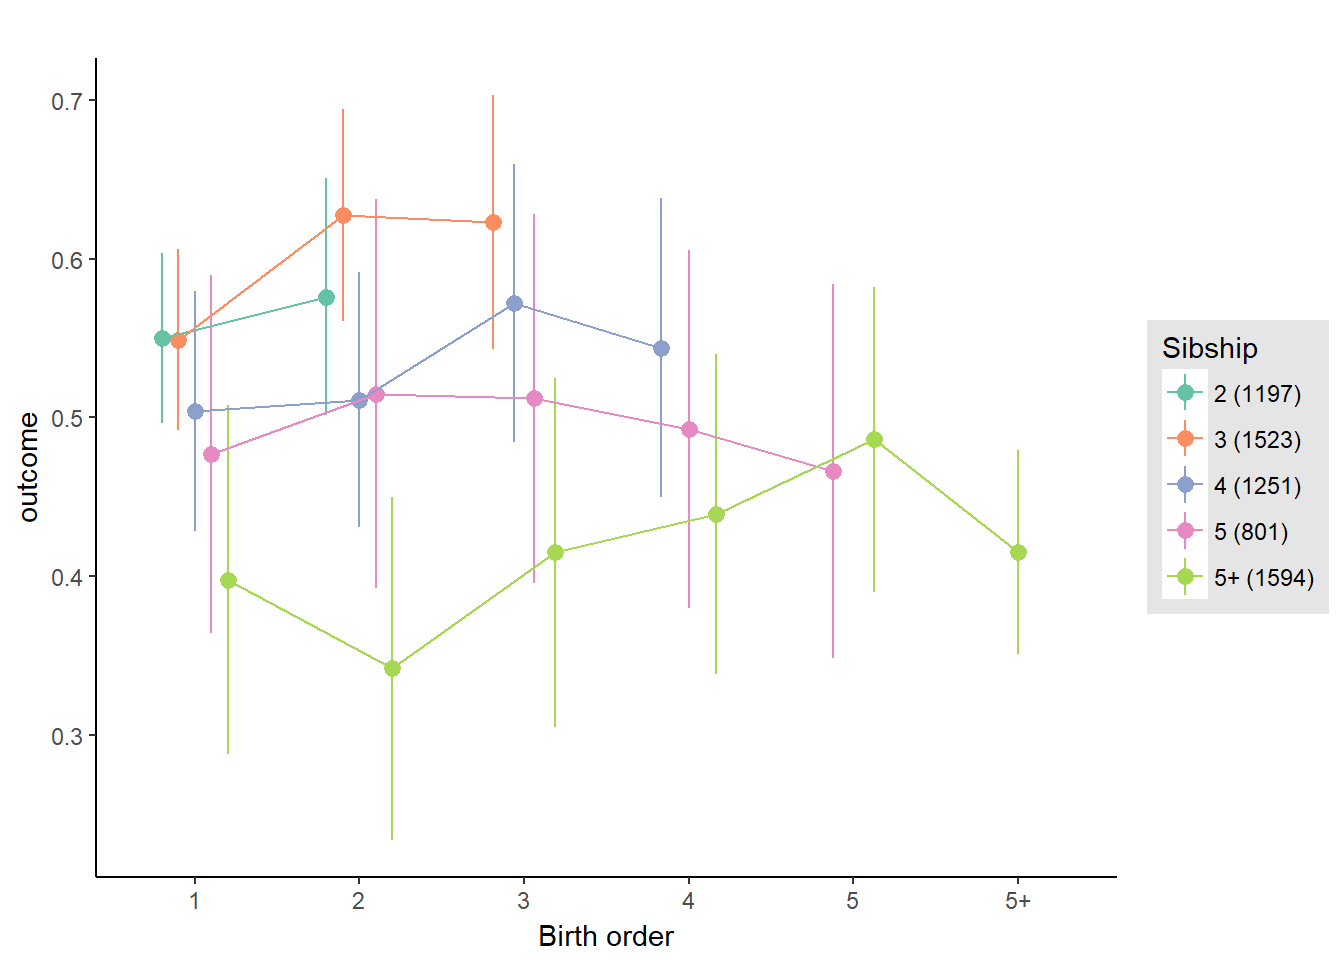 0.7
0.6
0.5
0.4
0.3
outcome
1 2 3 4 5 5+
Birth order
Sibship
2 (1197)
3 (1523)
4 (1251)
5 (801)
5+ (1594)